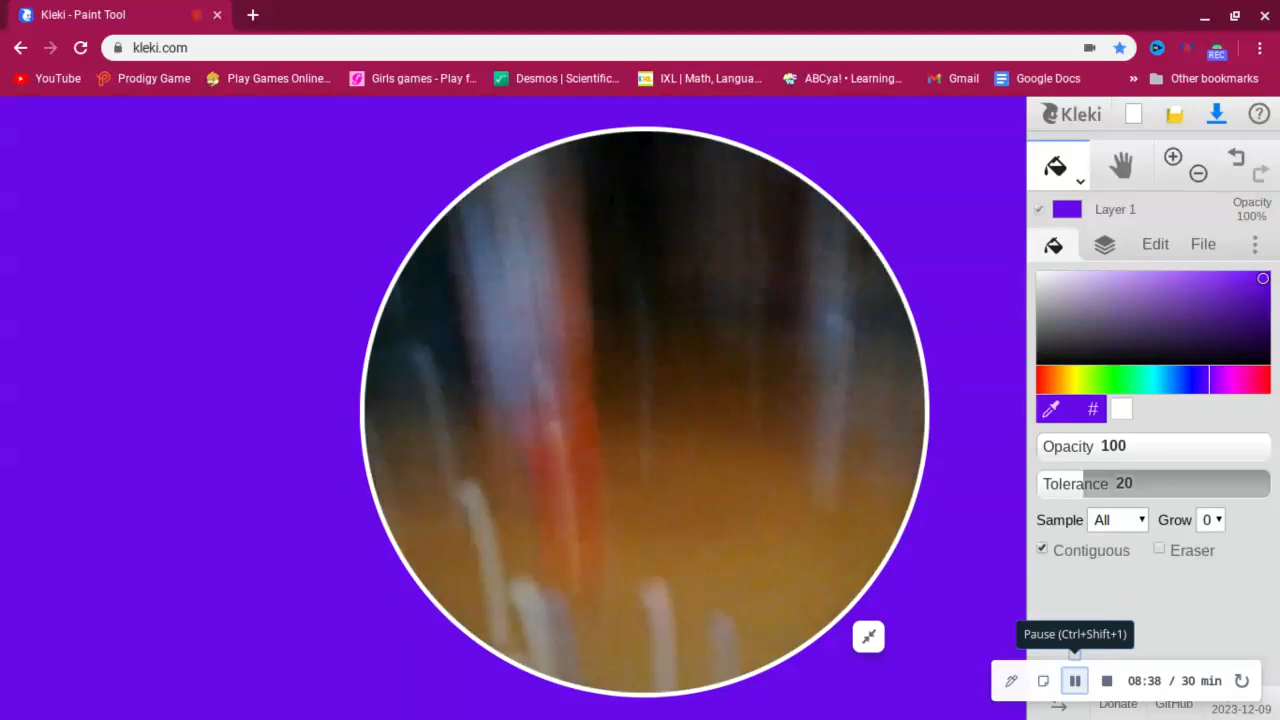 Kleki - Paint Tool
kleki.com
REC
YouTube Prodigy Game Play Games Online... Girls games - Play f... Desmos | Scientific... IXL | Math, Langua... ABCya! • Learning... Gmail Google Docs » Other bookmarks
Kleki
Layer 1
Opacity
100%
Edit File
#
Opacity 100
Tolerance 20
Sample All Grow 0
Contiguous Eraser
Pause (Ctrl+Shift+1)
08:38 / 30 min
Donate GitHub 2023-12-09